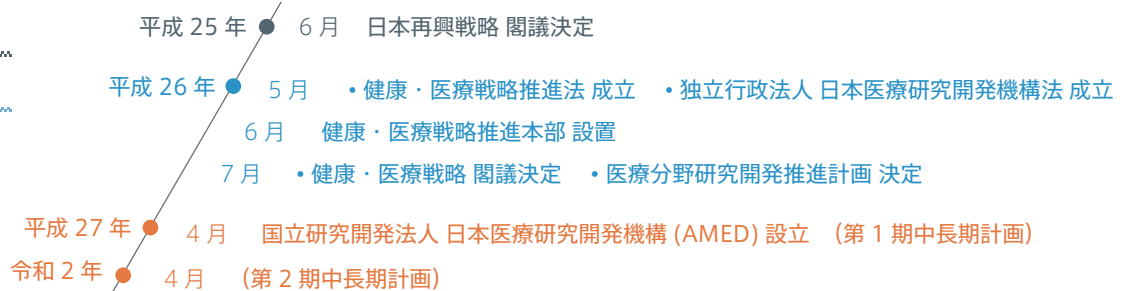 平成 25 年 6 月 日本再興戦略 閣議決定
平成 26 年 5 月 • 健康・医療戦略推進法 成立 • 独立行政法人 日本医療研究開発機構法 成立
6 月 健康・医療戦略推進本部 設置
7 月 • 健康・医療戦略 閣議決定 • 医療分野研究開発推進計画 決定
平成 27 年 4 月 国立研究開発法人 日本医療研究開発機構 (AMED) 設立 （第 1 期中長期計画）
令和 2 年 4 月 （第 2 期中長期計画）